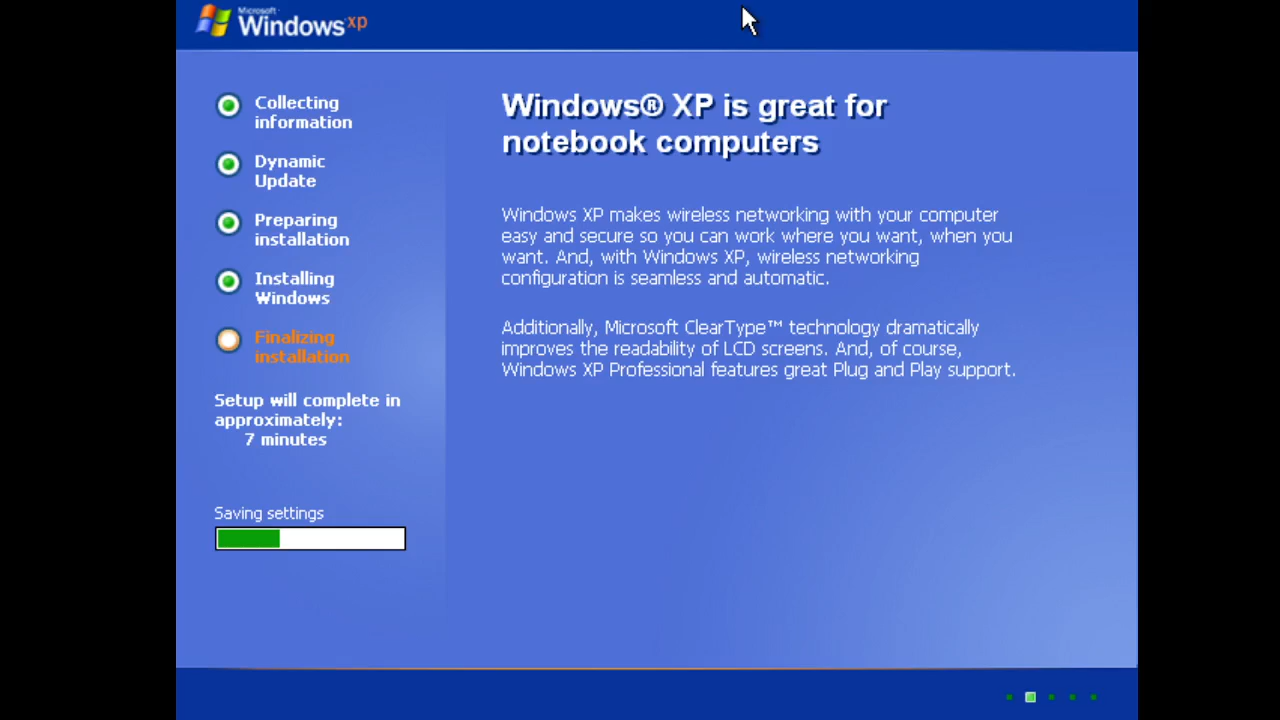 Microsoft®
Windows xp
Collecting
information
Dynamic
Update
Preparing
installation
Installing
Windows
Finalizing
installation
Setup will complete in
approximately:
7 minutes
Saving settings
Windows® XP is great for
notebook computers
Windows XP makes wireless networking with your computer
easy and secure so you can work where you want, when you
want. And, with Windows XP, wireless networking
configuration is seamless and automatic.
Additionally, Microsoft ClearType™ technology dramatically
improves the readability of LCD screens. And, of course,
Windows XP Professional features great Plug and Play support.